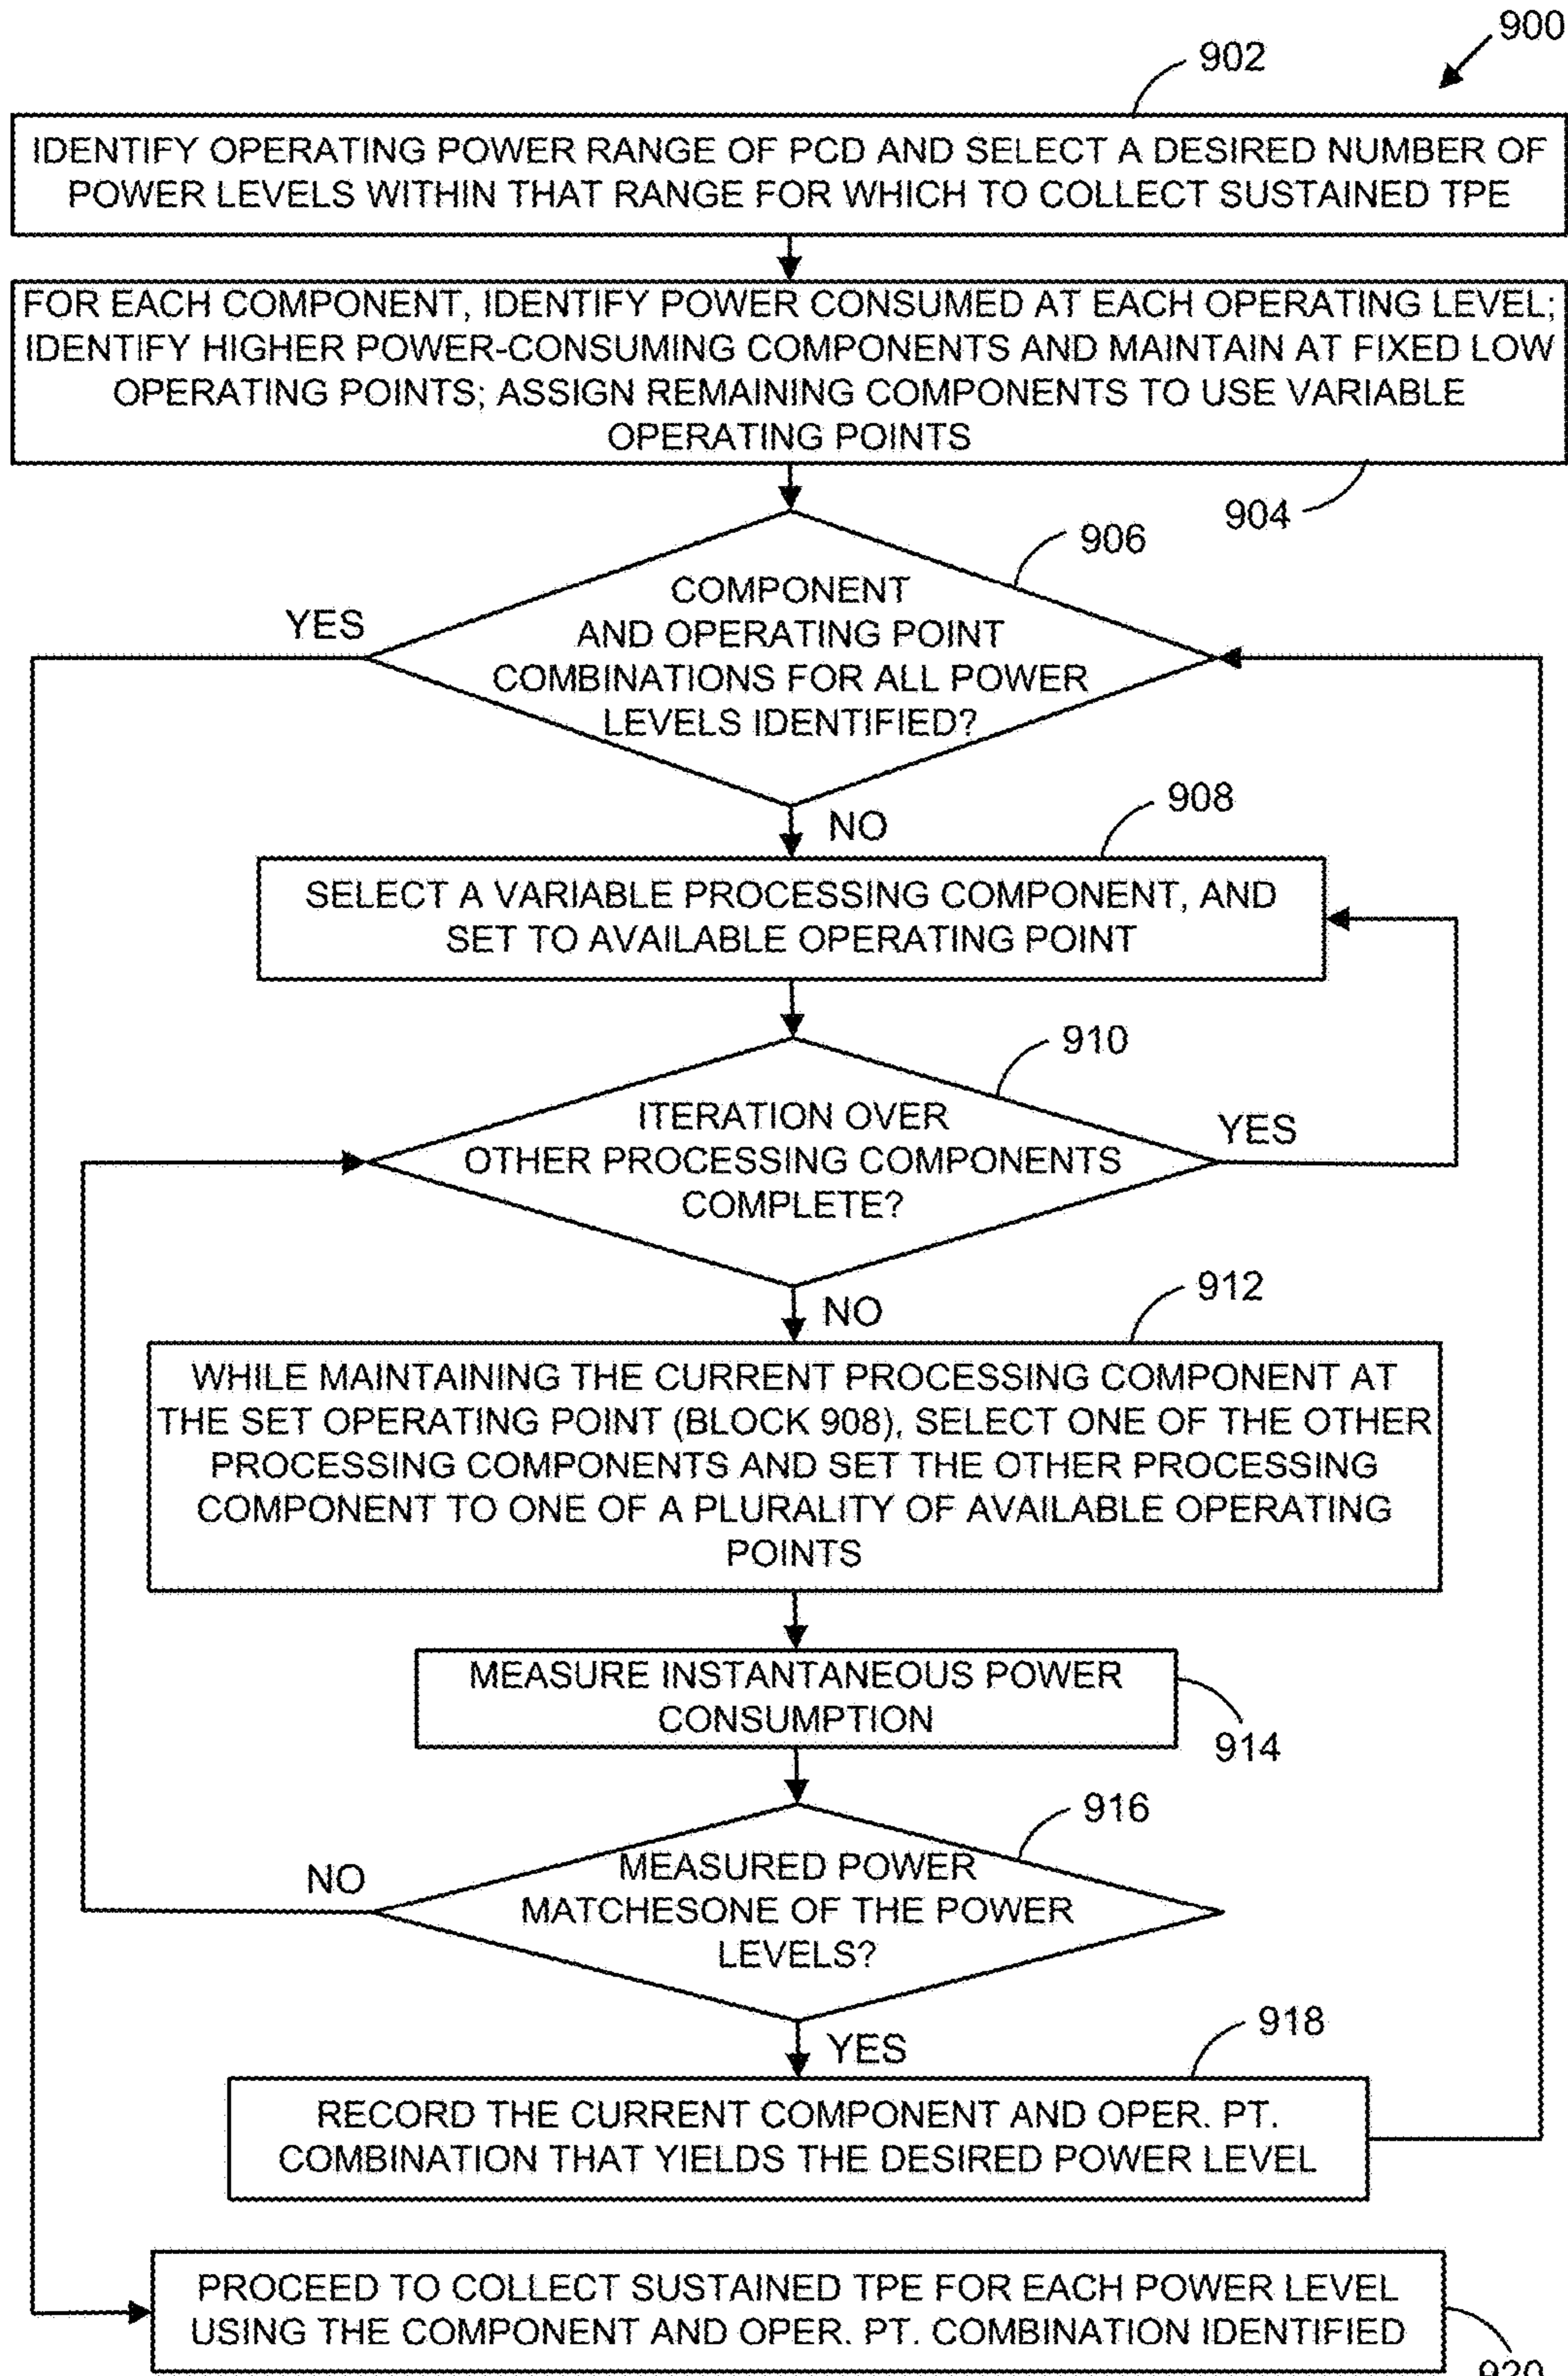 900
902
IDENTIFY OPERATING POWER RANGE OF PCD AND SELECT A DESIRED NUMBER OF
POWER LEVELS WITHIN THAT RANGE FOR WHICH TO COLLECT SUSTAINED TPE
FOR EACH COMPONENT, IDENTIFY POWER CONSUMED AT EACH OPERATING LEVEL;
IDENTIFY HIGHER POWER-CONSUMING COMPONENTS AND MAINTAIN AT FIXED LOW
OPERATING POINTS; ASSIGN REMAINING COMPONENTS TO USE VARIABLE
OPERATING POINTS
904
906
COMPONENT
AND OPERATING POINT
COMBINATIONS FOR ALL POWER
LEVELS IDENTIFIED?
YES
NO
908
SELECT A VARIABLE PROCESSING COMPONENT, AND
SET TO AVAILABLE OPERATING POINT
910
ITERATION OVER
OTHER PROCESSING COMPONENTS
COMPLETE?
YES
NO
912
WHILE MAINTAINING THE CURRENT PROCESSING COMPONENT AT
THE SET OPERATING POINT (BLOCK 908), SELECT ONE OF THE OTHER
PROCESSING COMPONENTS AND SET THE OTHER PROCESSING
COMPONENT TO ONE OF A PLURALITY OF AVAILABLE OPERATING
POINTS
MEASURE INSTANTANEOUS POWER
CONSUMPTION
914
916
MEASURED POWER
MATCHESONE OF THE POWER
LEVELS?
NO
YES
918
RECORD THE CURRENT COMPONENT AND OPER. PT.
COMBINATION THAT YIELDS THE DESIRED POWER LEVEL
PROCEED TO COLLECT SUSTAINED TPE FOR EACH POWER LEVEL
USING THE COMPONENT AND OPER. PT. COMBINATION IDENTIFIED
920